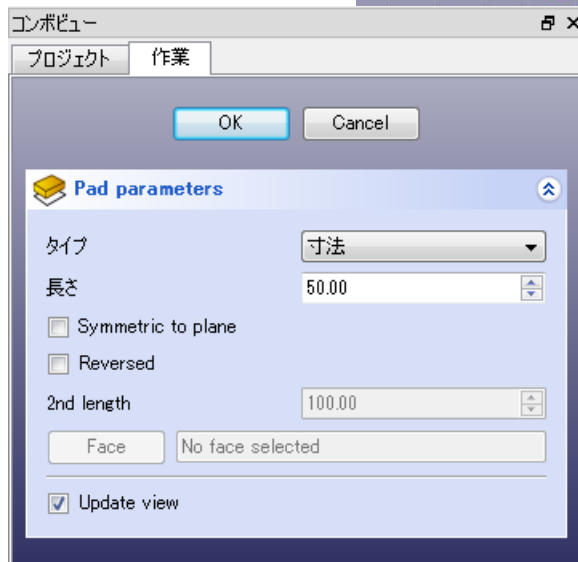 コンボビュー
プロジェクト 作業
OK Cancel
Pad parameters
タイプ 寸法
長さ 50.00
Symmetric to plane
Reversed
2nd length 100.00
Face No face selected
Update view